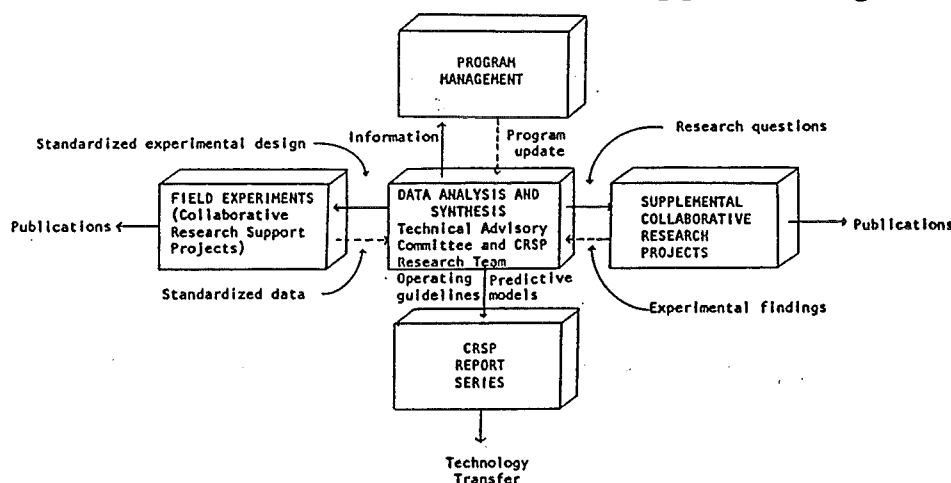 PROGRAM
MANAGEMENT
Information
Program
update
Standardized experimental design
Research questions
FIELD EXPERIMENTS
(Collaborative
Research Support
Projects)
DATA ANALYSIS AND
SYNTHESIS
Technical Advisory
Committee and CRSP
Research Team
Operating
guidelines
Predictive
models
SUPPLEMENTAL
COLLABORATIVE
RESEARCH
PROJECTS
Publications
Publications
Standardized data
Experimental findings
CRSP
REPORT
SERIES
Technology
Transfer